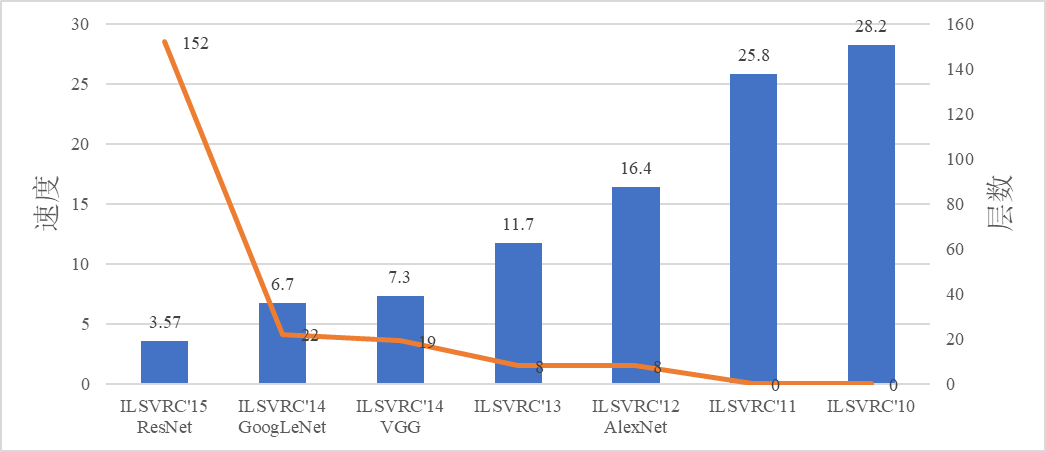 30
25
20
15
10
5
0
速度
160
140
120
100
80
60
40
20
0
层数
152
3.57
6.7
7.3
11.7
16.4
25.8
28.2
22
19
8
8
0
0
ILSVRC'15
ResNet
ILSVRC'14
GoogLeNet
ILSVRC'14
VGG
ILSVRC'13
ILSVRC'12
AlexNet
ILSVRC'11
ILSVRC'10